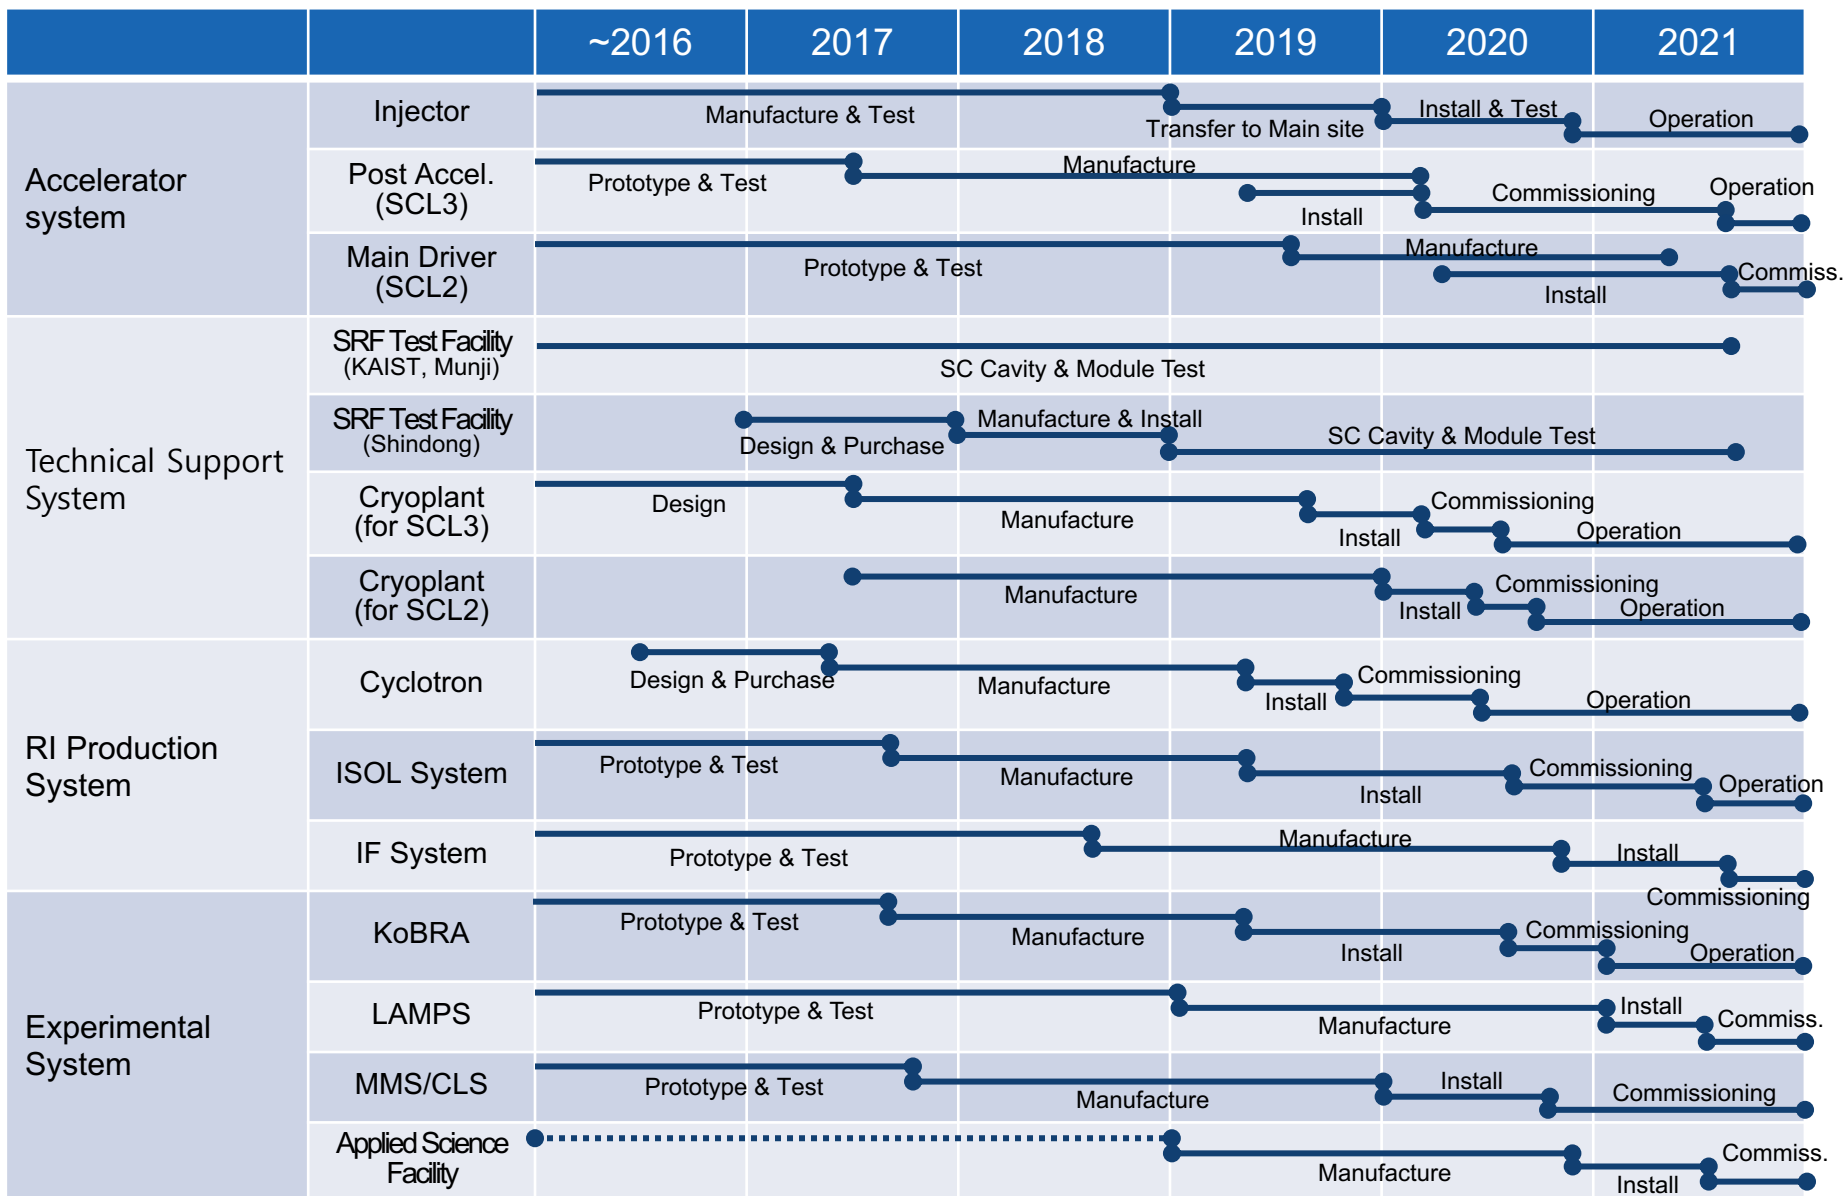 ~2016 2017 2018 2019 2020 2021
Accelerator
system
Injector
Manufacture & Test
Transfer to Main site
Install & Test
Operation
Post Accel.
(SCL3)
Prototype & Test
Manufacture
Install
Commissioning
Operation
Main Driver
(SCL2)
Prototype & Test
Manufacture
Install
Commiss.
Technical Support
System
SRF Test Facility
(KAIST, Munji)
SC Cavity & Module Test
SRF Test Facility
(Shindong)
Design & Purchase
Manufacture & Install
SC Cavity & Module Test
Cryoplant
(for SCL3)
Design
Manufacture
Install
Commissioning
Operation
Cryoplant
(for SCL2)
Manufacture
Install
Commissioning
Operation
RI Production
System
Cyclotron
Design & Purchase
Manufacture
Install
Commissioning
Operation
ISOL System
Prototype & Test
Manufacture
Install
Commissioning
Operation
IF System
Prototype & Test
Manufacture
Install
Commissioning
Experimental
System
KoBRA
Prototype & Test
Manufacture
Install
Commissioning
Operation
LAMPS
Prototype & Test
Manufacture
Install
Commiss.
MMS/CLS
Prototype & Test
Manufacture
Install
Commissioning
Applied Science
Facility
Manufacture
Install
Commiss.